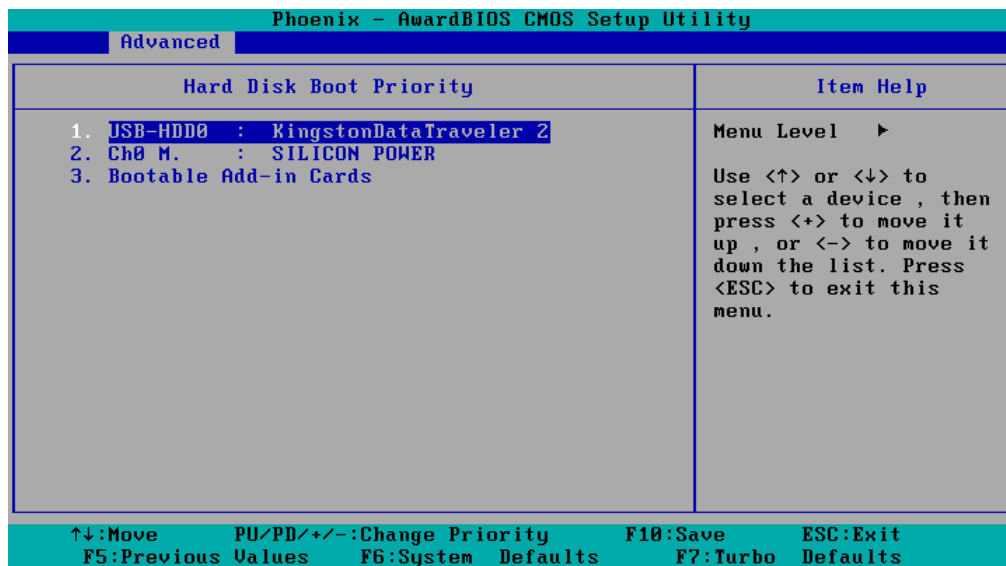 Phoenix - AwardBIOS CMOS Setup Utility
Advanced
Hard Disk Boot Priority
1. USB-HDD0 : KingstonDataTraveler 2
2. Ch0 M. : SILICON POWER
3. Bootable Add-in Cards
Item Help
Menu Level ▶
Use <↑> or <↓> to
select a device , then
press <+> to move it
up , or <-> to move it
down the list. Press
<ESC> to exit this
menu.
↑↓:Move PU/PD/+/-:Change Priority F10:Save ESC:Exit
F5:Previous Values F6:System Defaults F7:Turbo Defaults